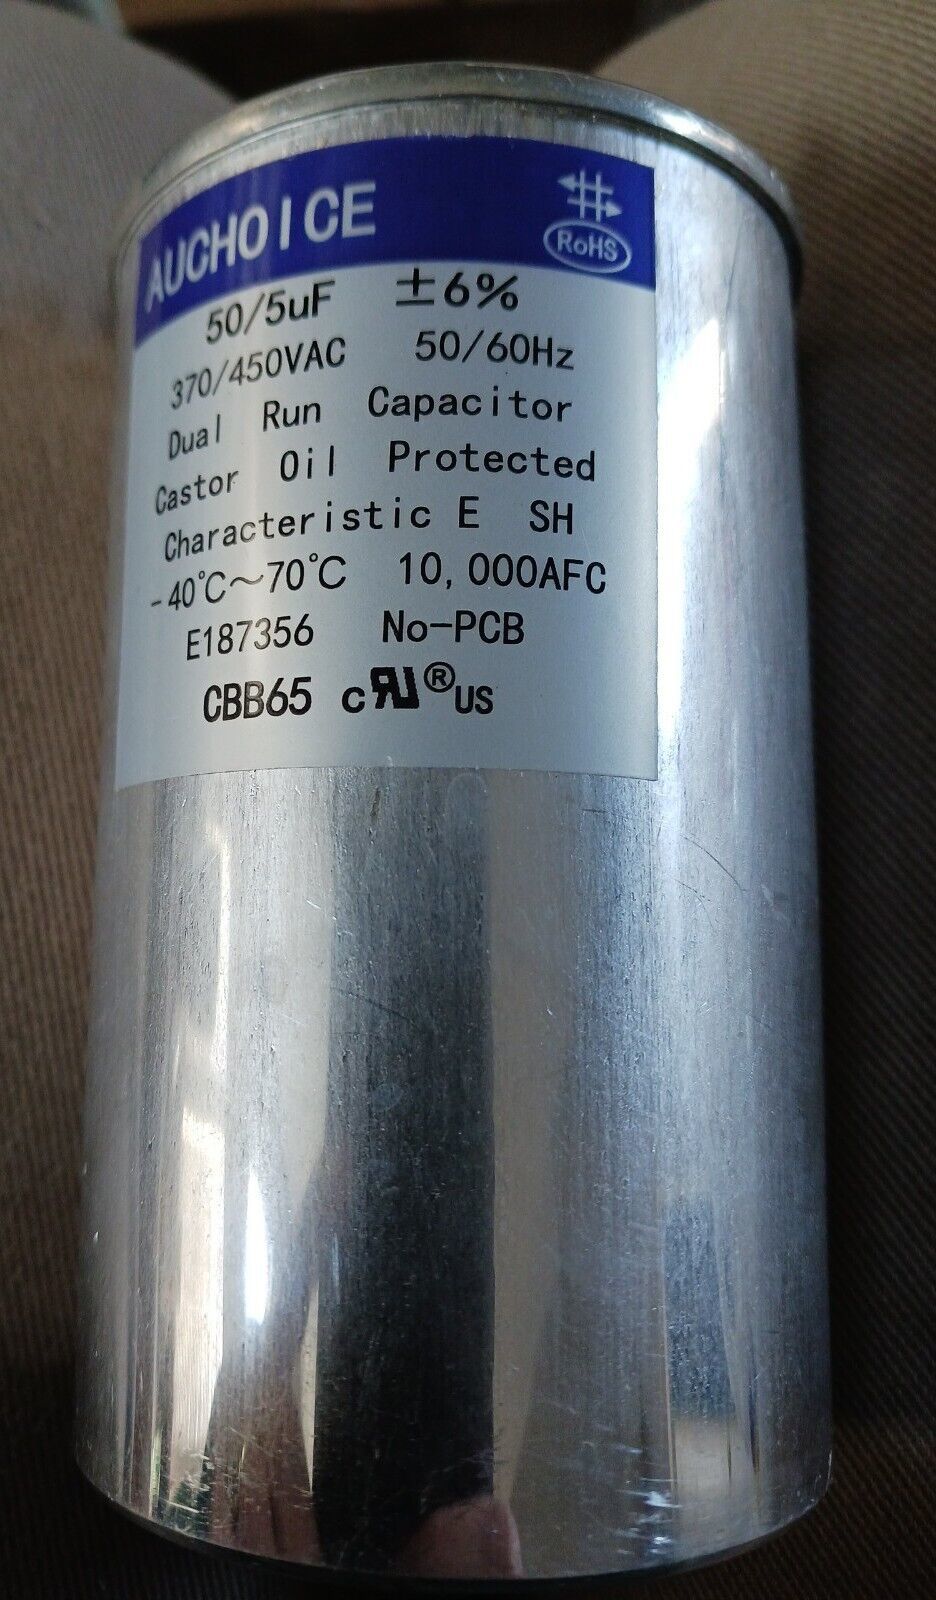 AUCHOICE
RoHS
50/5uF ±6%
370/450VAC 50/60Hz
Dual Run Capacitor
Castor Oil Protected
Characteristic E SH
-40℃～70℃ 10,000AFC
E187356 No-PCB
CBB65 cRU®US